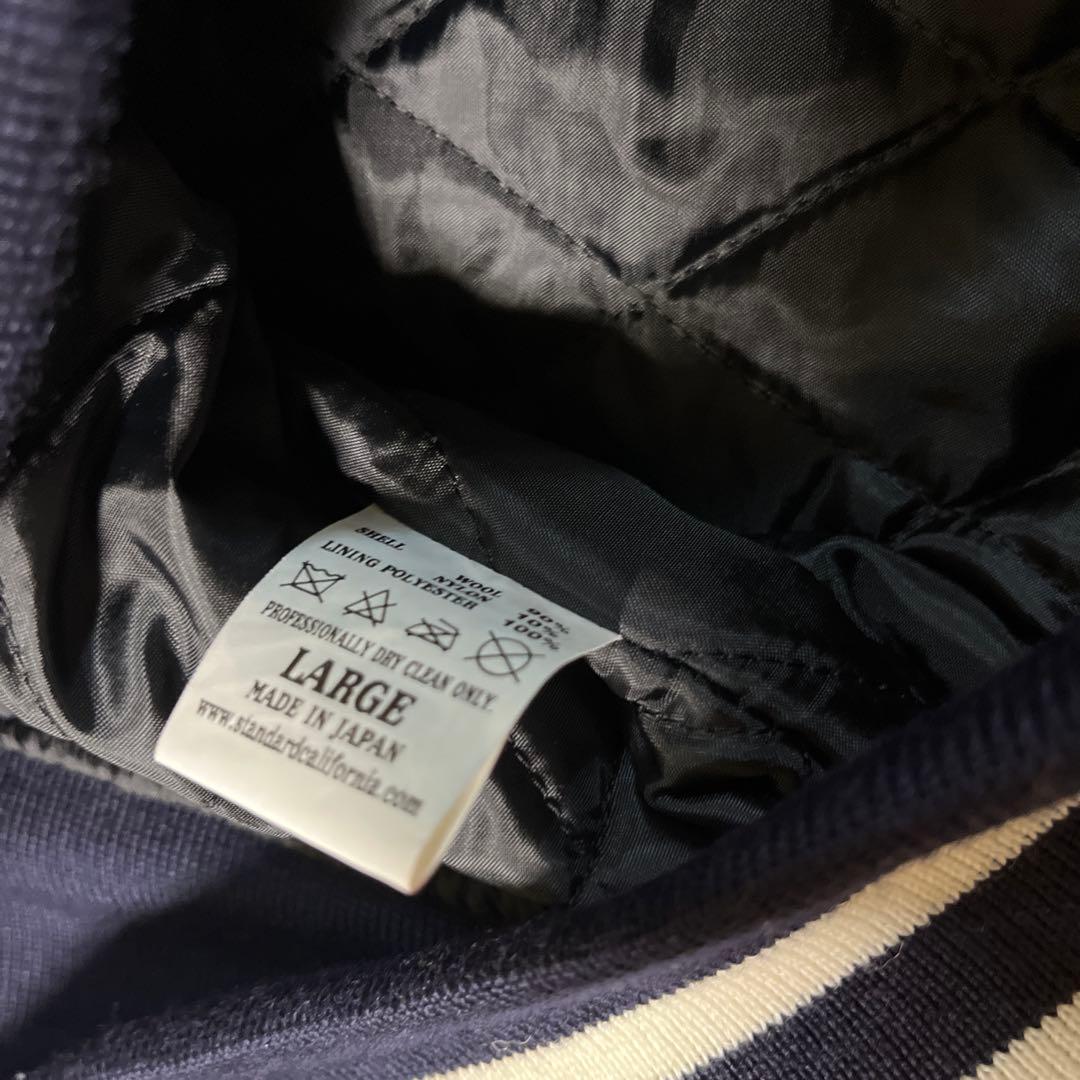 SHELL WOOL 90%
NYLON 10%
LINING POLYESTER 100%
PROFESSIONALLY DRY CLEAN ONLY.
LARGE
MADE IN JAPAN
www.standardcalifornia.com